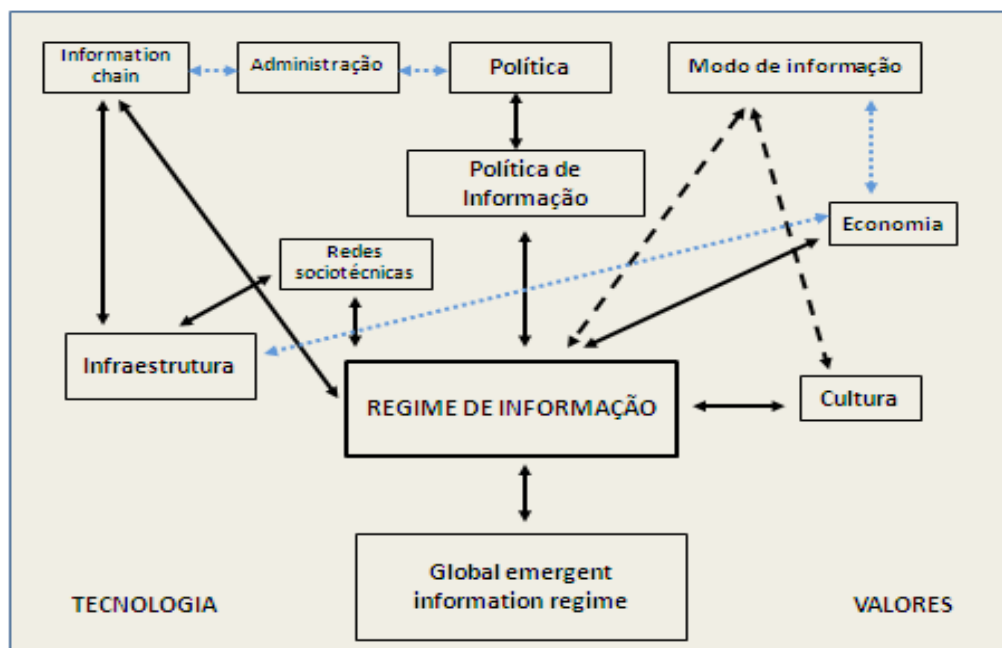 Information
chain
Administração
Política
Modo de informação
Política de
Informação
Economia
Redes
sociotécnicas
Infraestrutura
REGIME DE INFORMAÇÃO
Cultura
Global emergent
information regime
TECNOLOGIA
VALORES